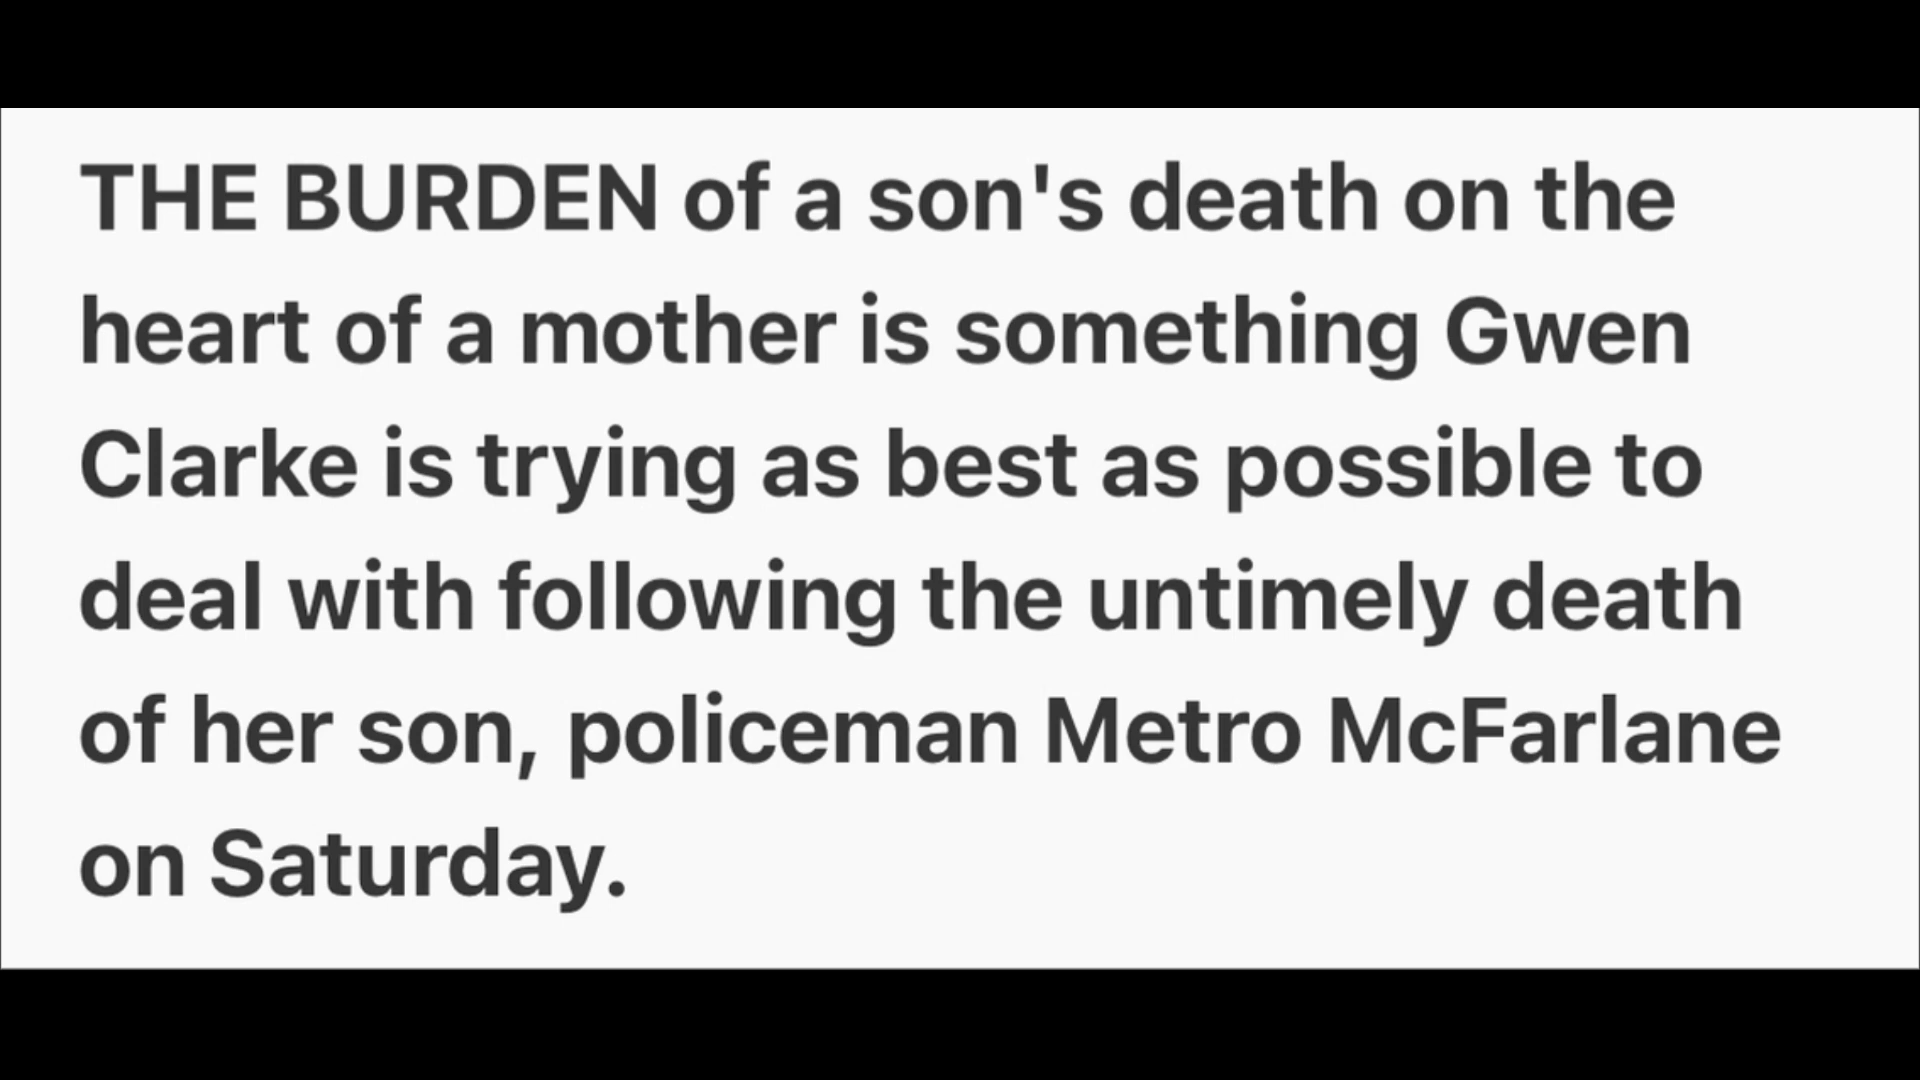 THE BURDEN of a son's death on the
heart of a mother is something Gwen
Clarke is trying as best as possible to
deal with following the untimely death
of her son, policeman Metro McFarlane
on Saturday.